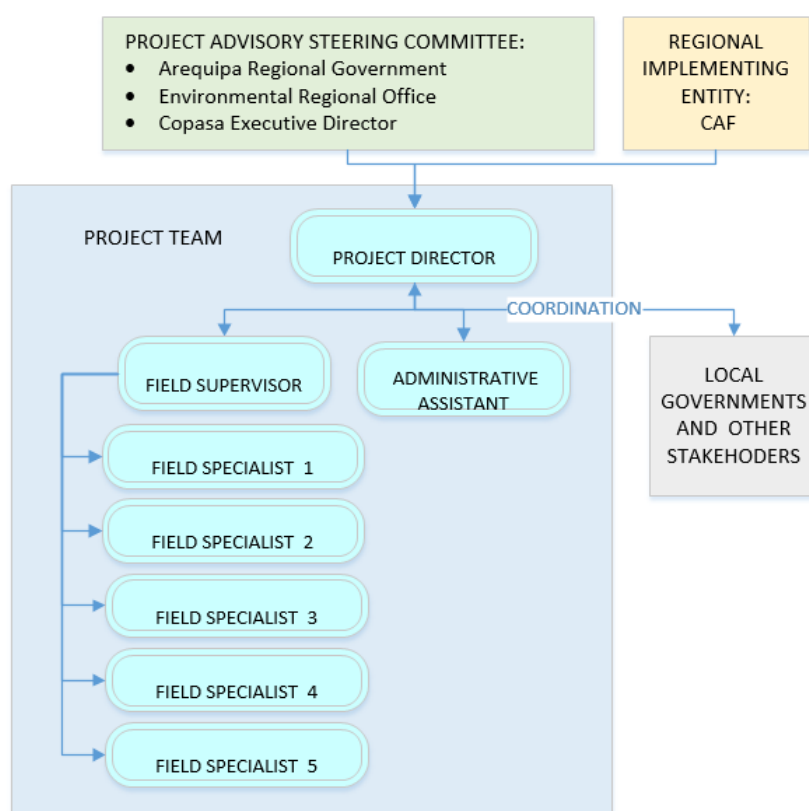 PROJECT ADVISORY STEERING COMMITTEE:
• Arequipa Regional Government
• Environmental Regional Office
• Copasa Executive Director
REGIONAL
IMPLEMENTING
ENTITY:
CAF
PROJECT TEAM
PROJECT DIRECTOR
COORDINATION
FIELD SUPERVISOR
ADMINISTRATIVE
ASSISTANT
LOCAL
GOVERNMENTS
AND OTHER
STAKEHODERS
FIELD SPECIALIST 1
FIELD SPECIALIST 2
FIELD SPECIALIST 3
FIELD SPECIALIST 4
FIELD SPECIALIST 5